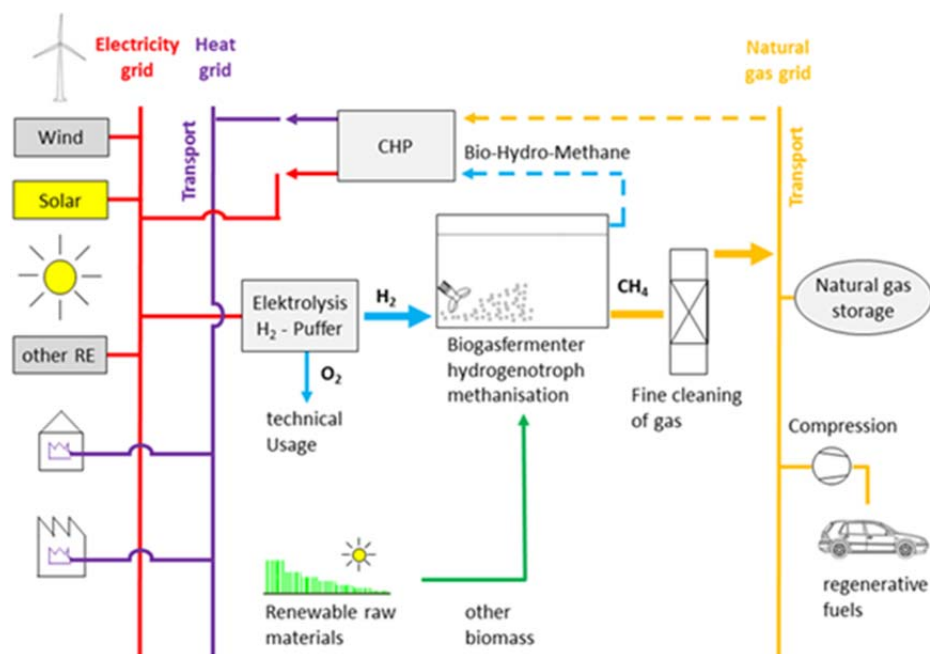 Electricity
grid
Heat
grid
Natural
gas grid
Wind
Solar
other RE
Transport
CHP
Bio-Hydro-Methane
Transport
Elektrolysis
H₂ - Puffer
H₂
O₂
technical
Usage
Biogasfermenter
hydrogenotroph
methanisation
CH₄
Fine cleaning
of gas
Natural gas
storage
Compression
regenerative
fuels
Renewable raw
materials
other
biomass